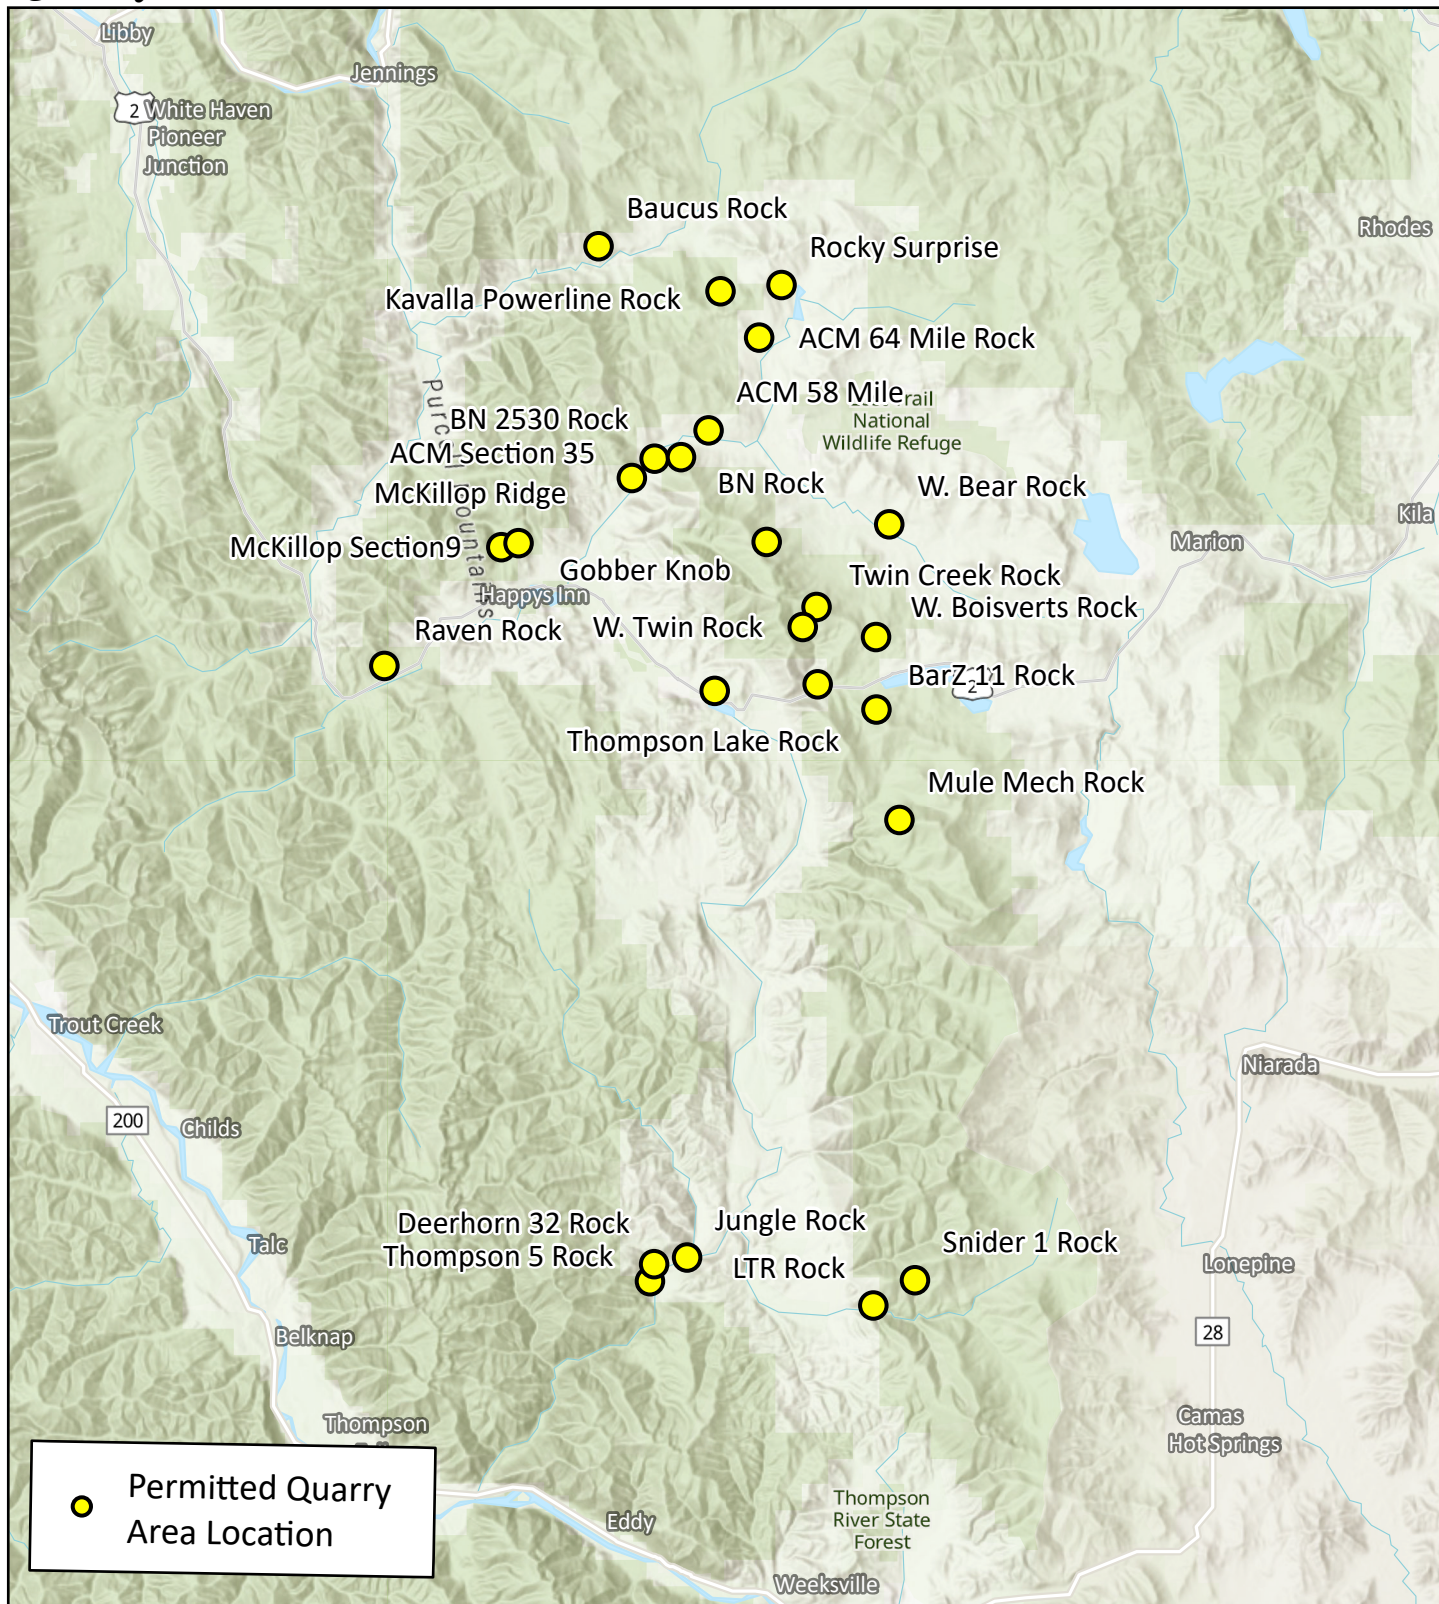 Libby
Jennings
2
White Haven
Pioneer
Junction
Baucus Rock
Rhodes
Rocky Surprise
Kavalla Powerline Rock
ACM 64 Mile Rock
ACM 58 Mile
National
Wildlife Refuge
BN 2530 Rock
ACM Section 35
McKillop Ridge
BN Rock
W. Bear Rock
Kila
Marion
McKillop Section9
Gobber Knob
Twin Creek Rock
Happys Inn
W. Boisverts Rock
Raven Rock
W. Twin Rock
BarZ 11 Rock
2
Thompson Lake Rock
Mule Mech Rock
Trout Creek
Niarada
200
Childs
Deerhorn 32 Rock
Jungle Rock
Talc
Thompson 5 Rock
LTR Rock
Snider 1 Rock
Lonepine
Belknap
28
Thompson
Camas
Hot Springs
Permitted Quarry
Area Location
Thompson
River State
Forest
Eddy
Weeksville